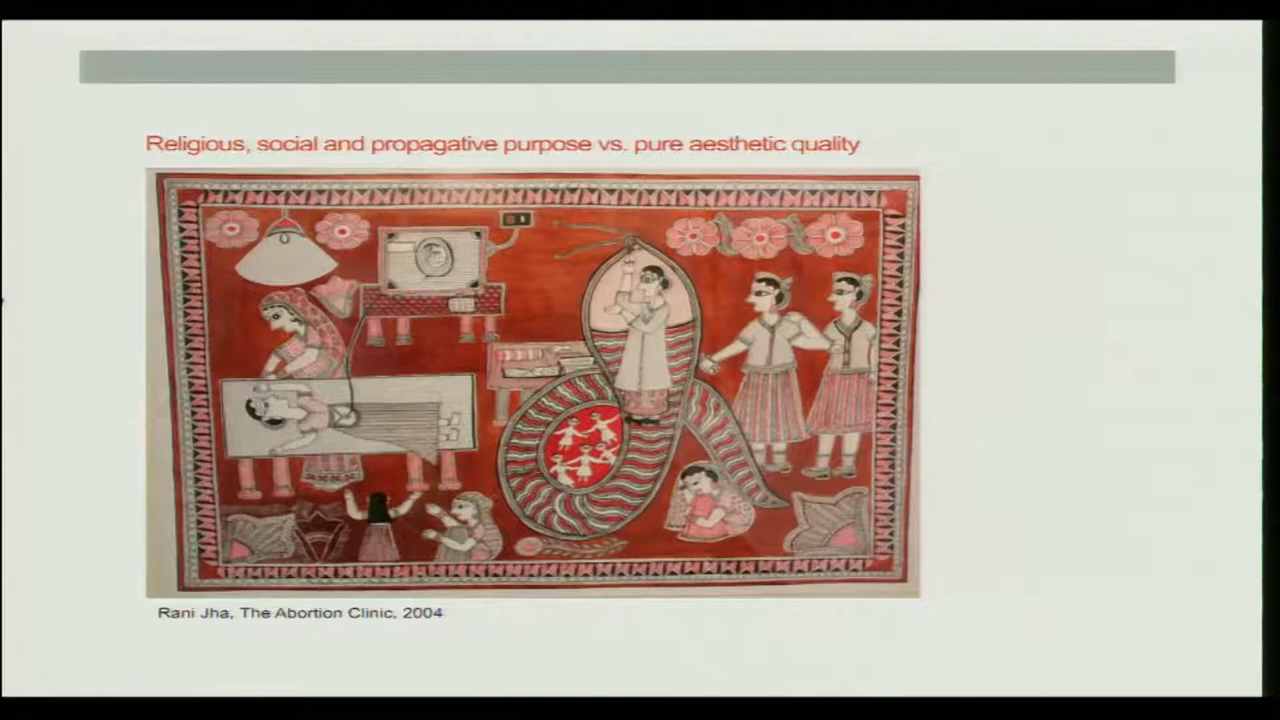 Religious, social and propagative purpose vs. pure aesthetic quality
Rani Jha, The Abortion Clinic, 2004